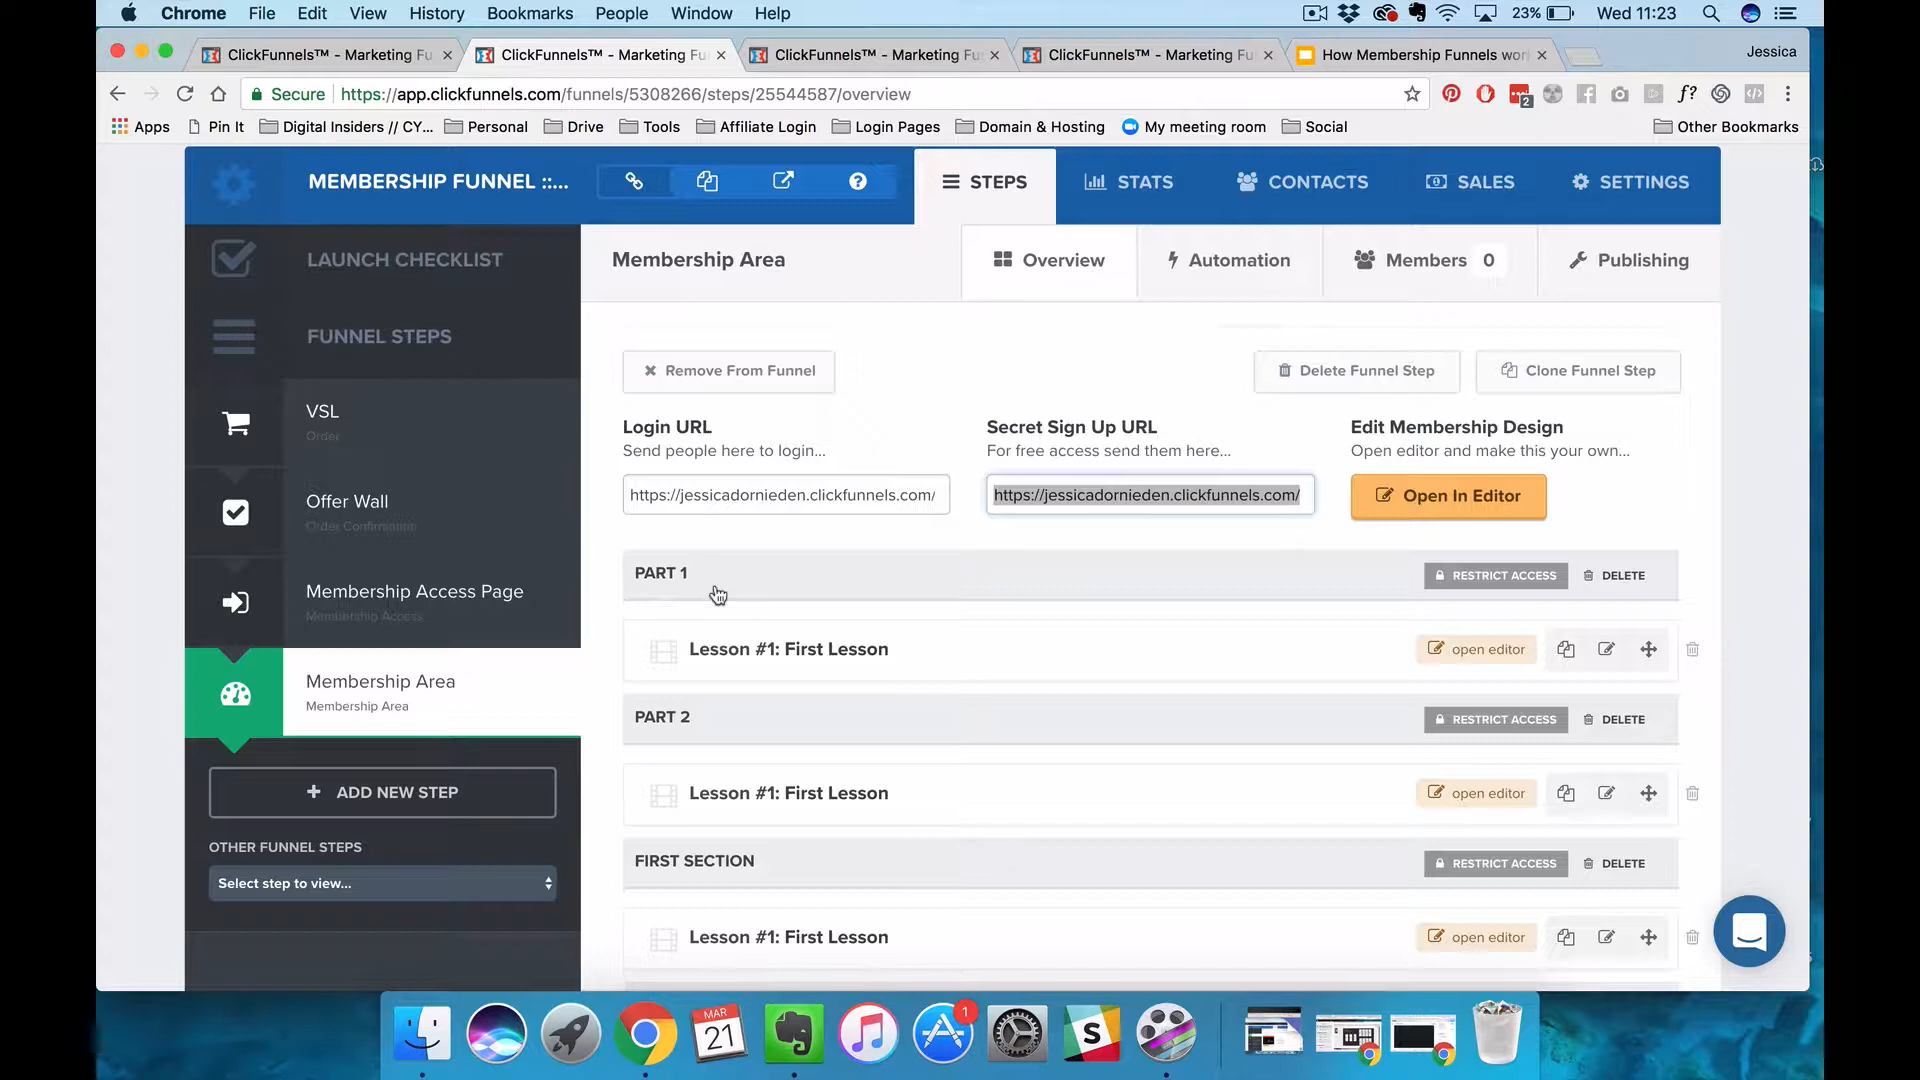 Chrome File Edit View History Bookmarks People Window Help 23% Wed 11:23
ClickFunnels™ - Marketing Fu ClickFunnels™ - Marketing Fu ClickFunnels™ - Marketing Fu ClickFunnels™ - Marketing Fu How Membership Funnels wor Jessica
Secure https://app.clickfunnels.com/funnels/5308266/steps/25544587/overview 2 f?
Apps Pin It Digital Insiders // CY... Personal Drive Tools Affiliate Login Login Pages Domain & Hosting My meeting room Social Other Bookmarks
MEMBERSHIP FUNNEL ::... STEPS STATS CONTACTS SALES SETTINGS
LAUNCH CHECKLIST
Membership Area Overview Automation Members 0 Publishing
FUNNEL STEPS
Remove From Funnel Delete Funnel Step Clone Funnel Step
VSL
Order
Login URL Secret Sign Up URL Edit Membership Design
Send people here to login... For free access send them here... Open editor and make this your own...
https://jessicadornieden.clickfunnels.com/ https://jessicadornieden.clickfunnels.com/ Open In Editor
Offer Wall
Order Confirmation
PART 1 RESTRICT ACCESS DELETE
Membership Access Page
Membership Access
Lesson #1: First Lesson open editor
Membership Area
Membership Area
PART 2 RESTRICT ACCESS DELETE
ADD NEW STEP
Lesson #1: First Lesson open editor
OTHER FUNNEL STEPS
Select step to view...
FIRST SECTION RESTRICT ACCESS DELETE
Lesson #1: First Lesson open editor
MAR
21
1
S